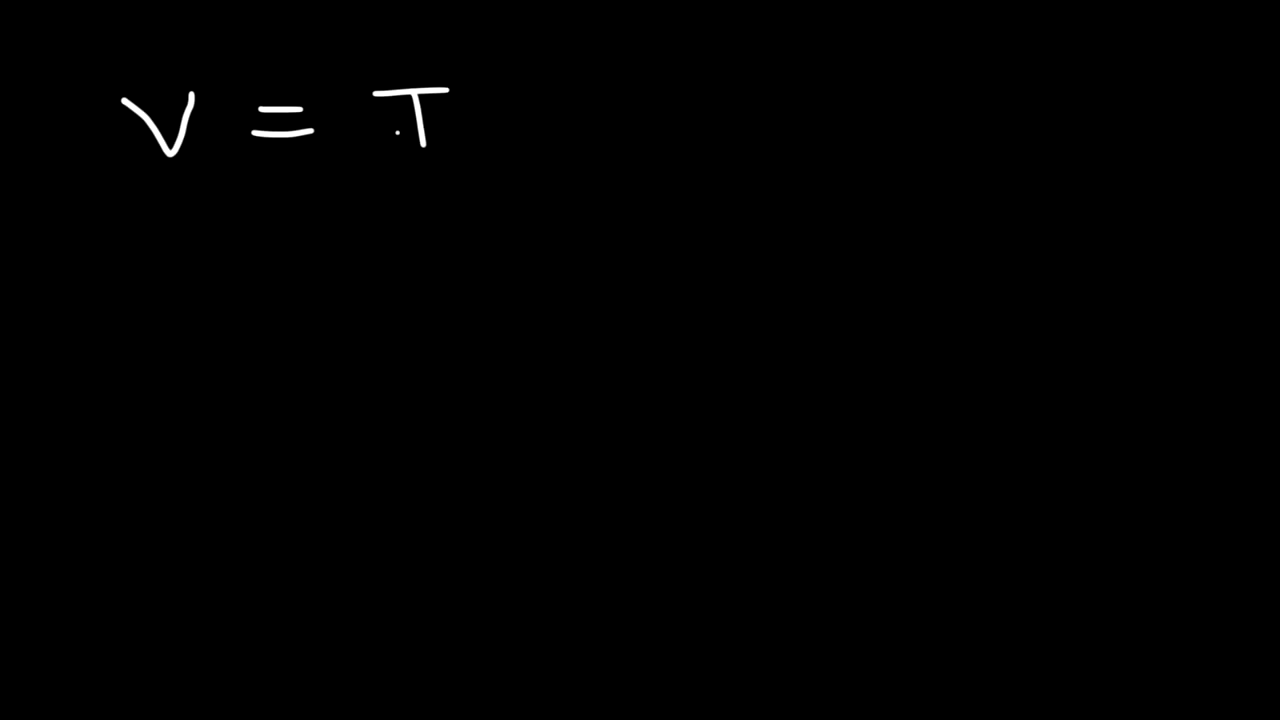 V = T